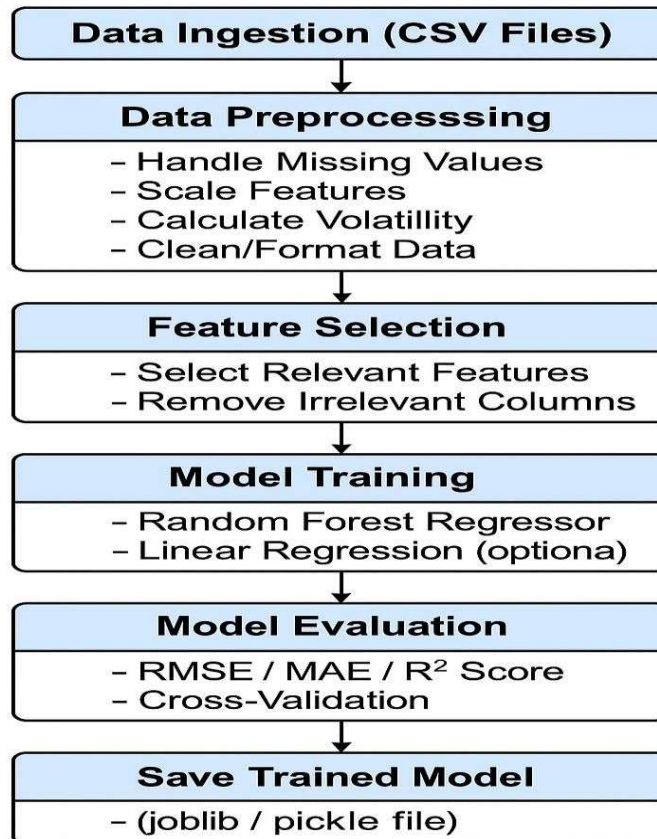 Data Ingestion (CSV Files)
Data Preprocesssing
– Handle Missing Values
– Scale Features
– Calculate Volatillity
– Clean/Format Data
Feature Selection
– Select Relevant Features
– Remove Irrelevant Columns
Model Training
– Random Forest Regressor
– Linear Regression (optiona)
Model Evaluation
– RMSE / MAE / R² Score
– Cross-Validation
Save Trained Model
– (joblib / pickle file)